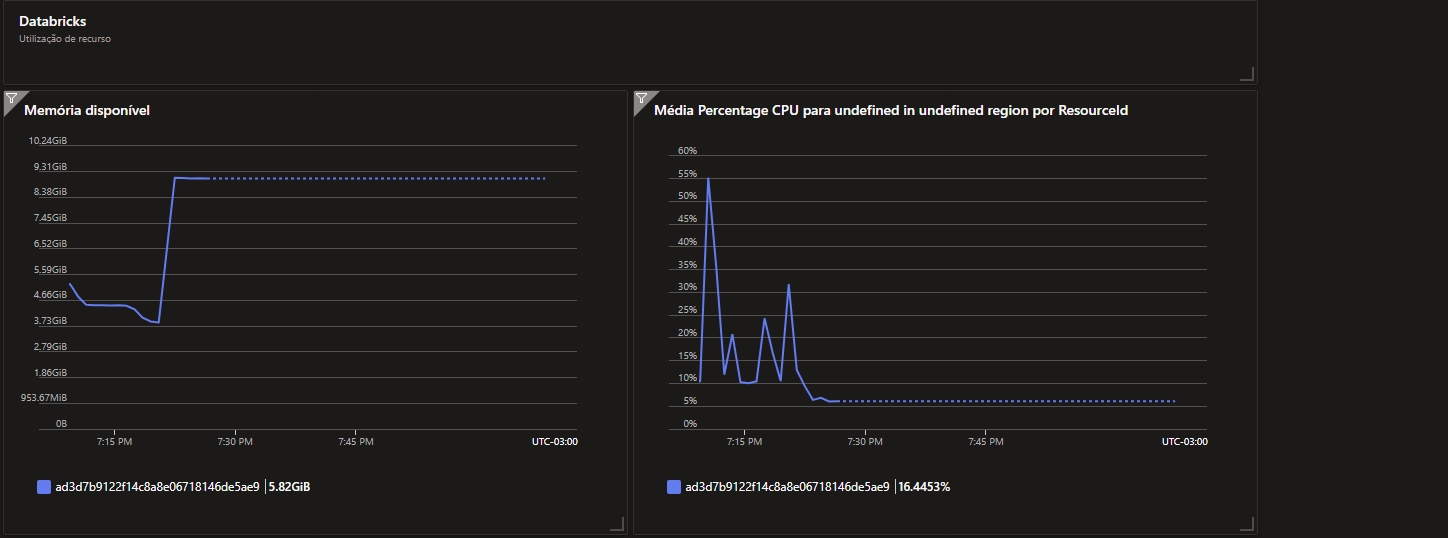 Databricks
Utilização de recurso
Memória disponível
10.24GiB
9.31GiB
8.38GiB
7.45GiB
6.52GiB
5.59GiB
4.66GiB
3.73GiB
2.79GiB
1.86GiB
953.67MiB
0B
7:15 PM 7:30 PM 7:45 PM UTC-03:00
ad3d7b9122f14c8a8e06718146de5ae9 5.82GiB
Média Percentage CPU para undefined in undefined region por ResourceId
60%
55%
50%
45%
40%
35%
30%
25%
20%
15%
10%
5%
0%
7:15 PM 7:30 PM 7:45 PM UTC-03:00
ad3d7b9122f14c8a8e06718146de5ae9 16.4453%